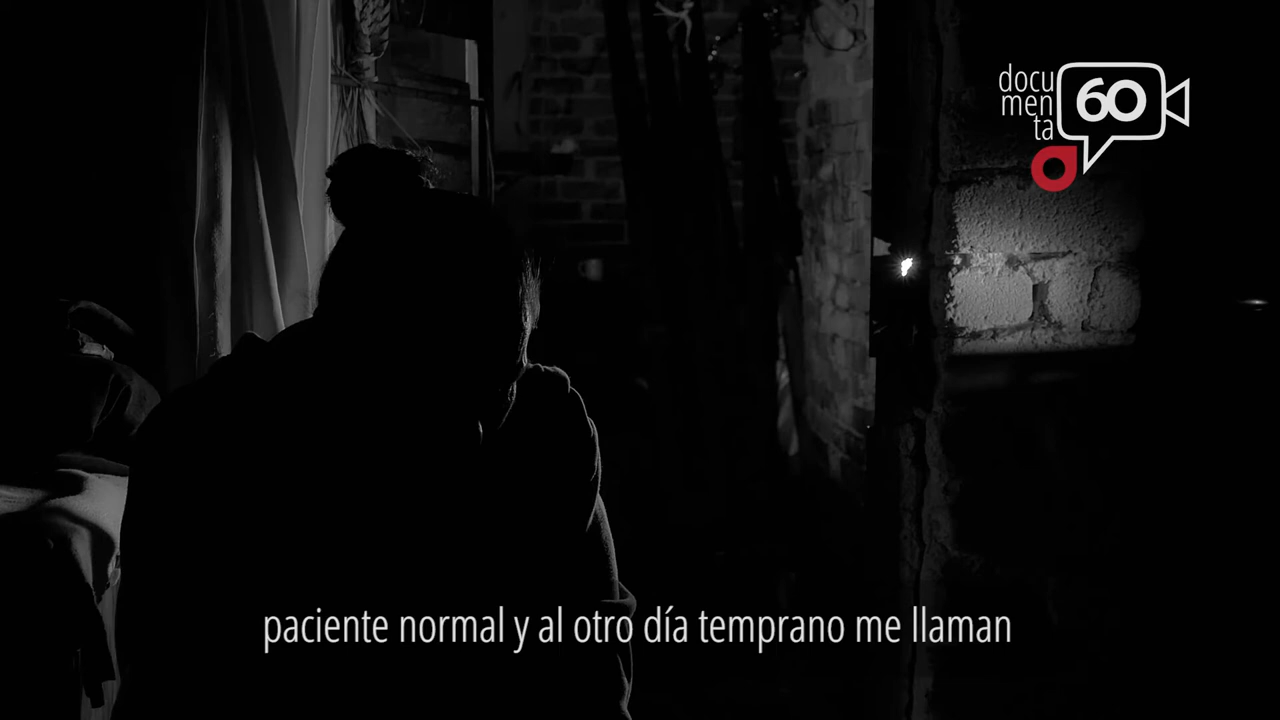 docu
men
ta
60
paciente normal y al otro día temprano me llaman